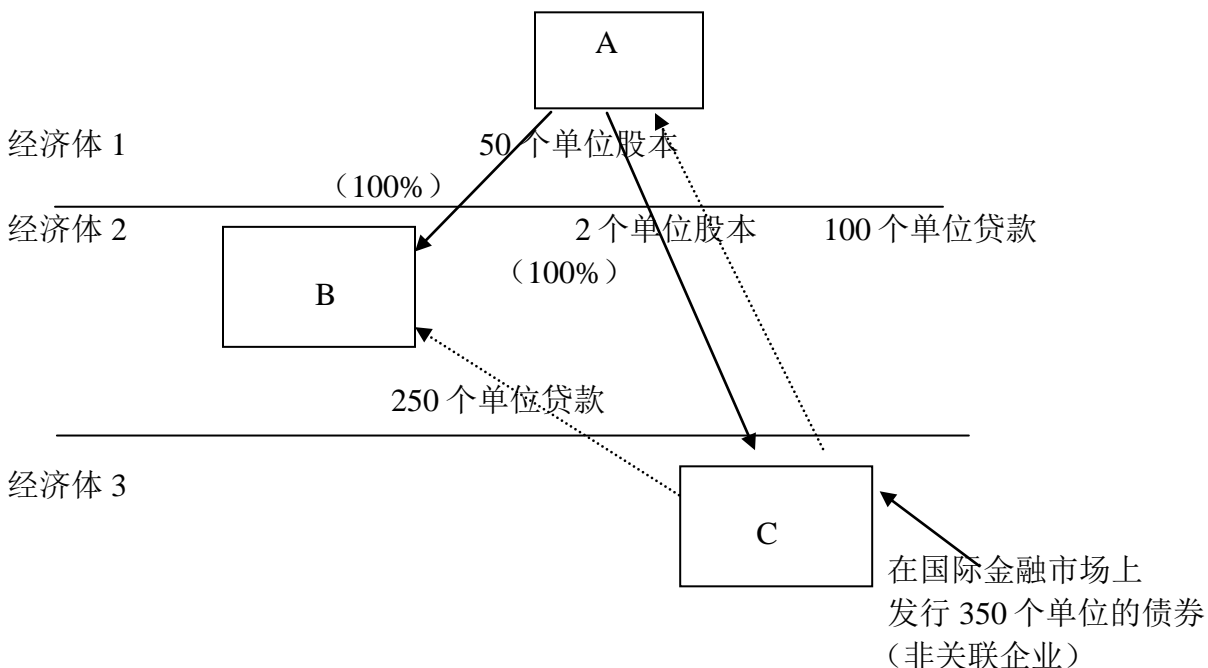 A
经济体 1
50 个单位股本
（100%）
经济体 2
2 个单位股本
100 个单位贷款
（100%）
B
250 个单位贷款
经济体 3
C
在国际金融市场上
发行 350 个单位的债券
（非关联企业）